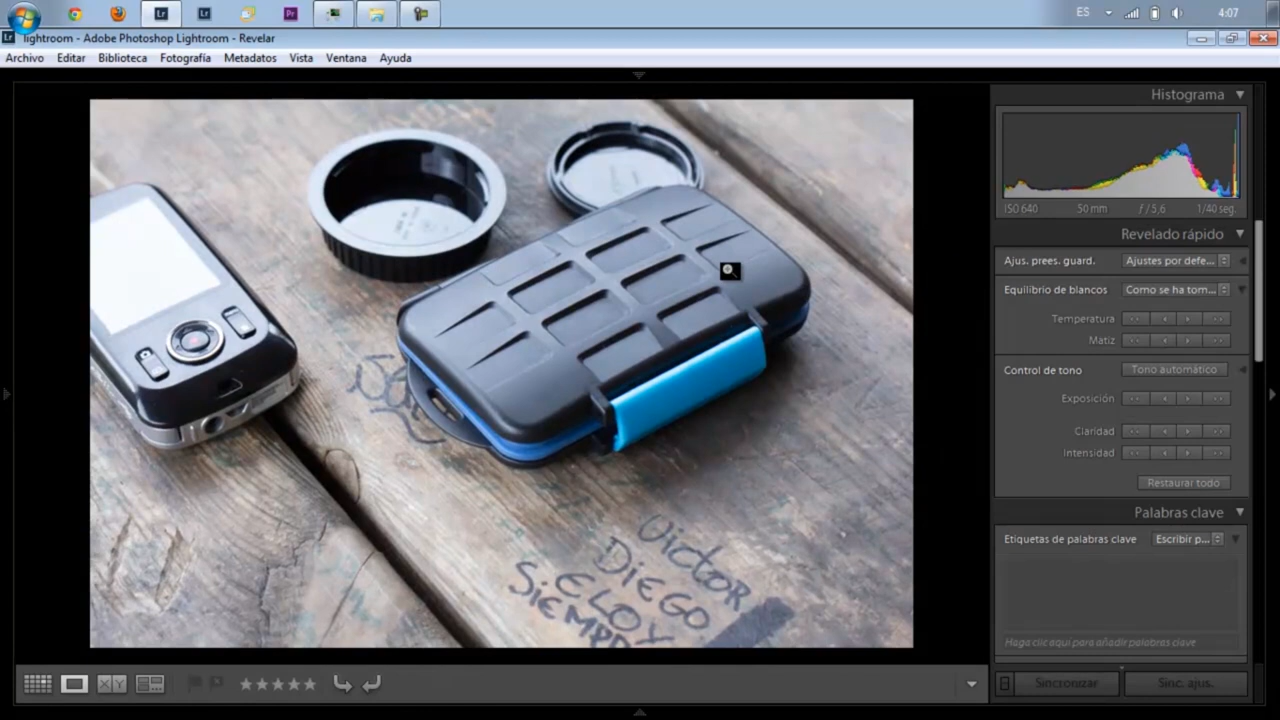 ES
4:07
lightroom - Adobe Photoshop Lightroom - Revelar
Archivo Editar Biblioteca Fotografía Metadatos Vista Ventana Ayuda
Histograma
ISO 640 50 mm ƒ / 5,6 1/40 seg.
Revelado rápido
Ajus. prees. guard. Ajustes por defe...
Equilibrio de blancos Como se ha tom...
Temperatura
Matiz
Control de tono Tono automático
Exposición
Claridad
Intensidad
Restaurar todo
Palabras clave
Etiquetas de palabras clave Escribir p...
Haga clic aquí para añadir palabras clave
Sincronizar Sinc. ajus.
Victor
DIEGO
ELOY